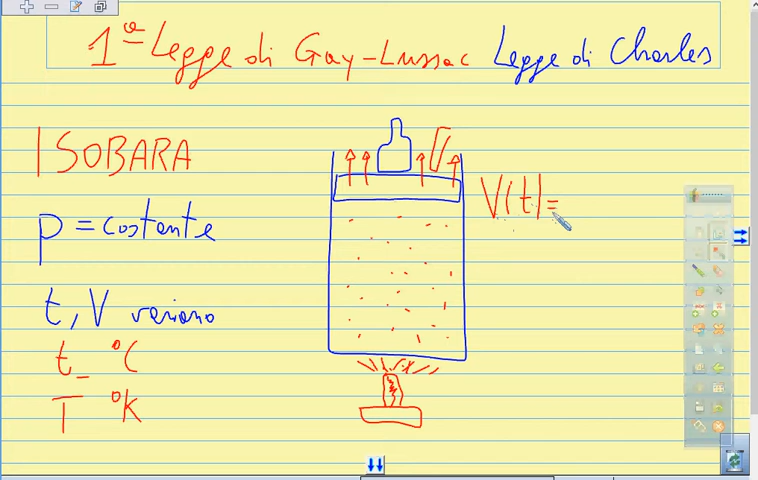 1ª Legge di Gay-Lussac Legge di Charles
ISOBARA
p = costante
t, V variano
t °C
T °K
V(t)=